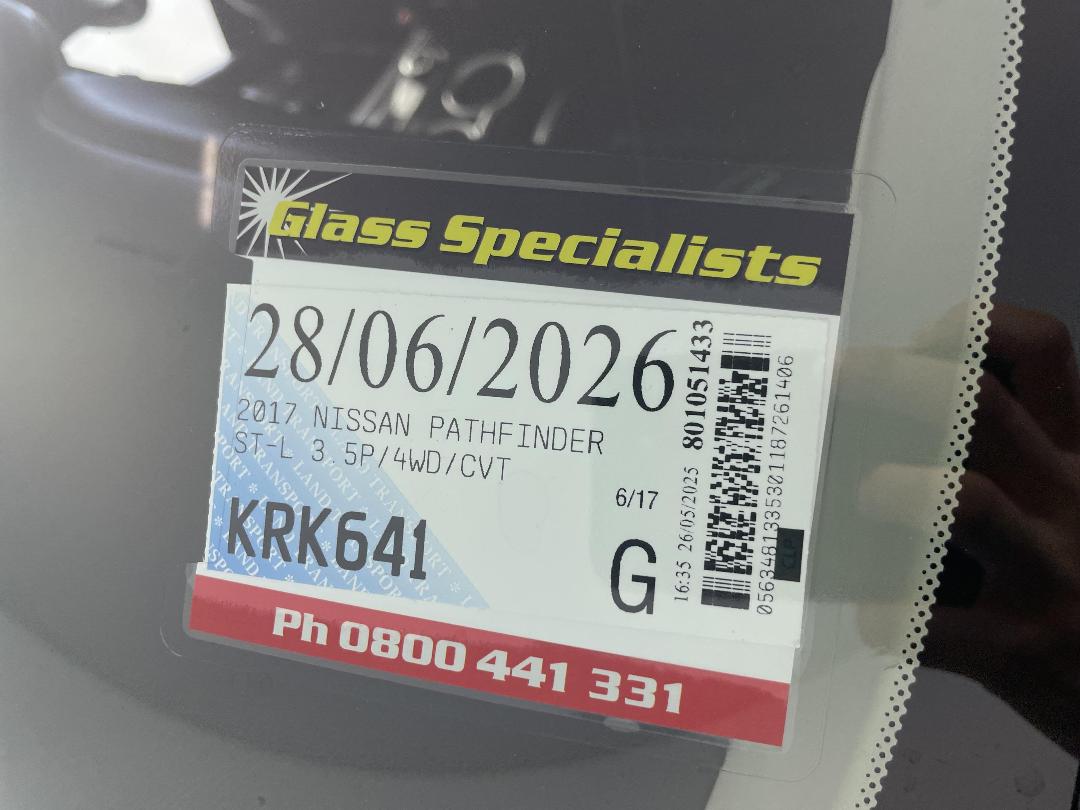 Glass Specialists
28/06/2026
2017 NISSAN PATHFINDER
ST-L 3.5P/4WD/CVT
KRK641
6/17
G
801051433
16:35 26/05/2025
CLP
Ph 0800 441 331